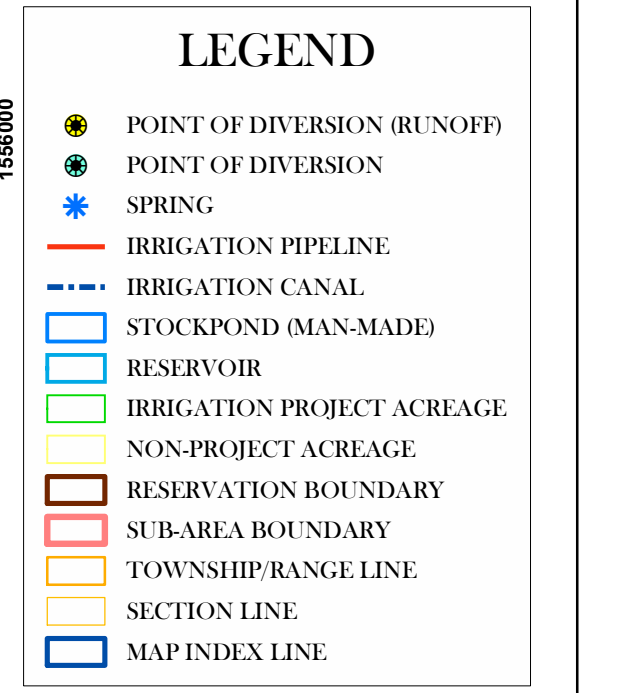 LEGEND
1556000
POINT OF DIVERSION (RUNOFF)
POINT OF DIVERSION
SPRING
IRRIGATION PIPELINE
IRRIGATION CANAL
STOCKPOND (MAN-MADE)
RESERVOIR
IRRIGATION PROJECT ACREAGE
NON-PROJECT ACREAGE
RESERVATION BOUNDARY
SUB-AREA BOUNDARY
TOWNSHIP/RANGE LINE
SECTION LINE
MAP INDEX LINE